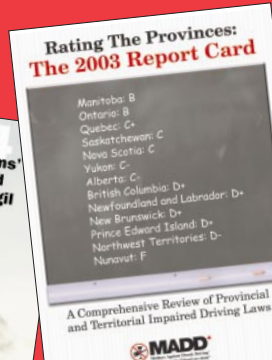 Rating The Provinces:
The 2003 Report Card
Manitoba: B
Ontario: B
Quebec: C+
Saskatchewan: C
Nova Scotia: C
Yukon: C-
Alberta: C-
British Columbia: D+
Newfoundland and Labrador: D+
New Brunswick: D+
Prince Edward Island: D+
Northwest Territories: D-
Nunavut: F
A Comprehensive Review of Provincial
and Territorial Impaired Driving Laws
MADD